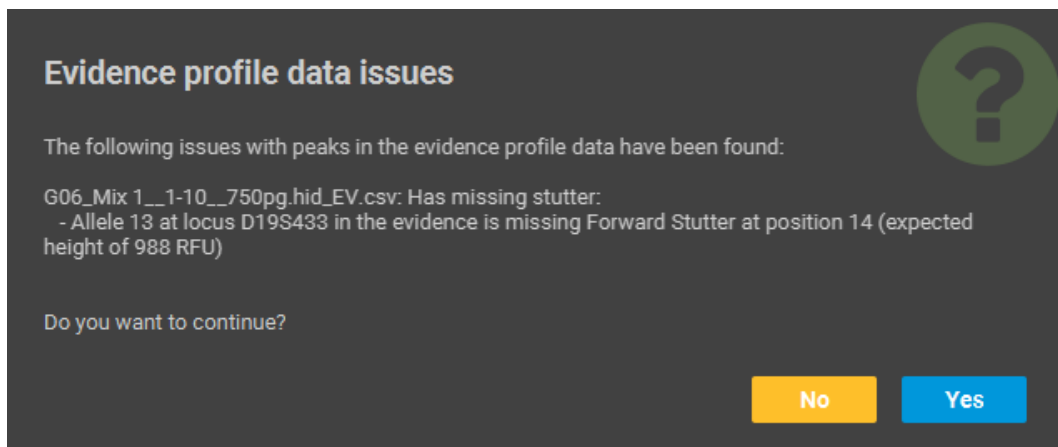 Evidence profile data issues
The following issues with peaks in the evidence profile data have been found:
G06_Mix 1__1-10__750pg.hid_EV.csv: Has missing stutter:
- Allele 13 at locus D19S433 in the evidence is missing Forward Stutter at position 14 (expected
height of 988 RFU)
Do you want to continue?
No
Yes